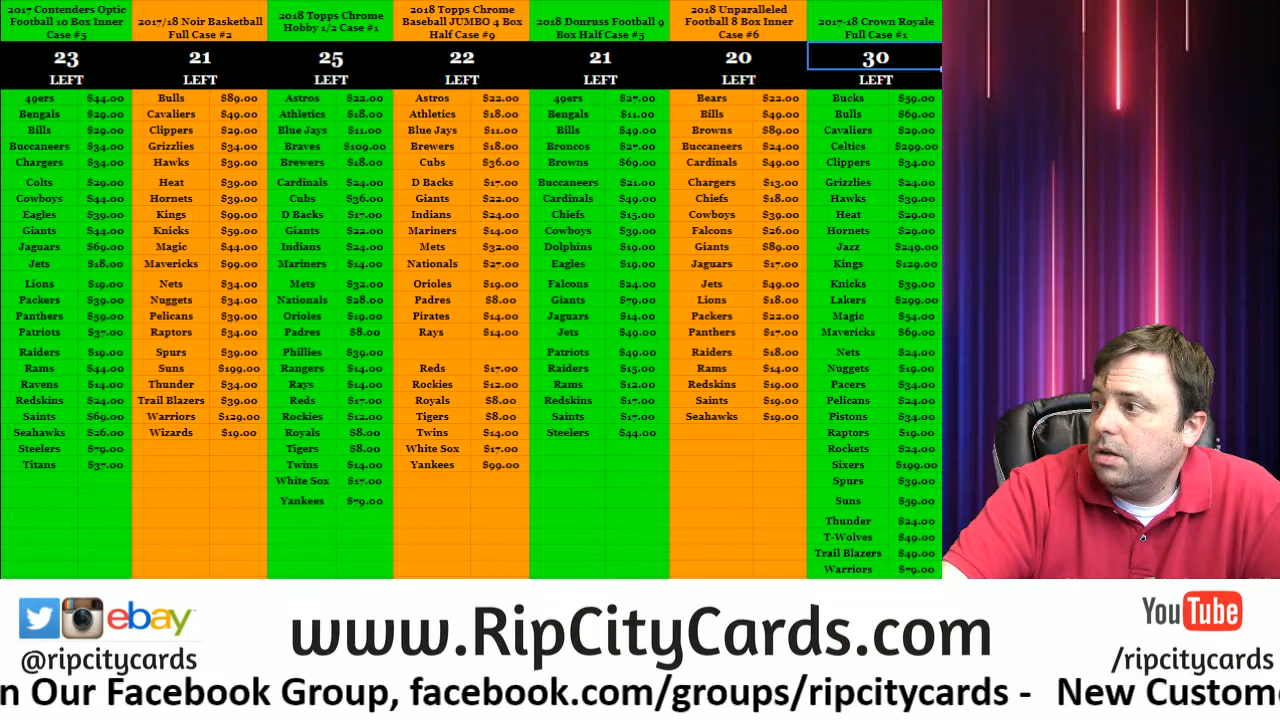 2017 Contenders Optic
Football 10 Box Inner
Case #5
23
LEFT
49ers $44.00
Bengals $29.00
Bills $29.00
Buccaneers $34.00
Chargers $34.00
Colts $29.00
Cowboys $44.00
Eagles $39.00
Giants $44.00
Jaguars $69.00
Jets $18.00
Lions $19.00
Packers $39.00
Panthers $59.00
Patriots $37.00
Raiders $19.00
Rams $44.00
Ravens $14.00
Redskins $24.00
Saints $69.00
Seahawks $26.00
Steelers $79.00
Titans $37.00
2017/18 Noir Basketball
Full Case #2
21
LEFT
Bulls $89.00
Cavaliers $49.00
Clippers $29.00
Grizzlies $34.00
Hawks $39.00
Heat $39.00
Hornets $39.00
Kings $99.00
Knicks $59.00
Magic $44.00
Mavericks $99.00
Nets $34.00
Nuggets $34.00
Pelicans $39.00
Raptors $34.00
Spurs $39.00
Suns $199.00
Thunder $34.00
Trail Blazers $39.00
Warriors $129.00
Wizards $19.00
2018 Topps Chrome
Hobby 1/2 Case #1
25
LEFT
Astros $22.00
Athletics $18.00
Blue Jays $11.00
Braves $109.00
Brewers $18.00
Cardinals $24.00
Cubs $36.00
D Backs $17.00
Giants $22.00
Indians $24.00
Mariners $14.00
Mets $32.00
Nationals $28.00
Orioles $19.00
Padres $8.00
Phillies $39.00
Rangers $14.00
Rays $14.00
Reds $17.00
Rockies $12.00
Royals $8.00
Tigers $8.00
Twins $14.00
White Sox $17.00
Yankees $79.00
2018 Topps Chrome
Baseball JUMBO 4 Box
Half Case #9
22
LEFT
Astros $22.00
Athletics $18.00
Blue Jays $11.00
Brewers $18.00
Cubs $36.00
D Backs $17.00
Giants $22.00
Indians $24.00
Mariners $14.00
Mets $32.00
Nationals $27.00
Orioles $19.00
Padres $8.00
Pirates $14.00
Rays $14.00
Reds $17.00
Rockies $12.00
Royals $8.00
Tigers $8.00
Twins $14.00
White Sox $17.00
Yankees $99.00
2018 Donruss Football 9
Box Half Case #5
21
LEFT
49ers $27.00
Bengals $11.00
Bills $49.00
Broncos $27.00
Browns $69.00
Buccaneers $21.00
Cardinals $49.00
Chiefs $15.00
Cowboys $39.00
Dolphins $19.00
Eagles $19.00
Falcons $24.00
Giants $79.00
Jaguars $14.00
Jets $49.00
Patriots $49.00
Raiders $15.00
Rams $12.00
Redskins $17.00
Saints $17.00
Steelers $44.00
2018 Unparalleled
Football 8 Box Inner
Case #6
20
LEFT
Bears $22.00
Bills $49.00
Browns $89.00
Buccaneers $24.00
Cardinals $49.00
Chargers $13.00
Chiefs $18.00
Cowboys $39.00
Falcons $26.00
Giants $89.00
Jaguars $17.00
Jets $49.00
Lions $18.00
Packers $22.00
Panthers $17.00
Raiders $18.00
Rams $14.00
Redskins $19.00
Saints $19.00
Seahawks $19.00
2017-18 Crown Royale
Full Case #1
30
LEFT
Bucks $59.00
Bulls $69.00
Cavaliers $29.00
Celtics $299.00
Clippers $34.00
Grizzlies $24.00
Hawks $39.00
Heat $29.00
Hornets $29.00
Jazz $249.00
Kings $129.00
Knicks $39.00
Lakers $299.00
Magic $54.00
Mavericks $69.00
Nets $24.00
Nuggets $19.00
Pacers $34.00
Pelicans $24.00
Pistons $34.00
Raptors $19.00
Rockets $24.00
Sixers $199.00
Spurs $39.00
Suns $59.00
Thunder $24.00
T-Wolves $49.00
Trail Blazers $49.00
Warriors $79.00
ebay
@ripcitycards
www.RipCityCards.com
YouTube
/ripcitycards
n Our Facebook Group, facebook.com/groups/ripcitycards - New Custome